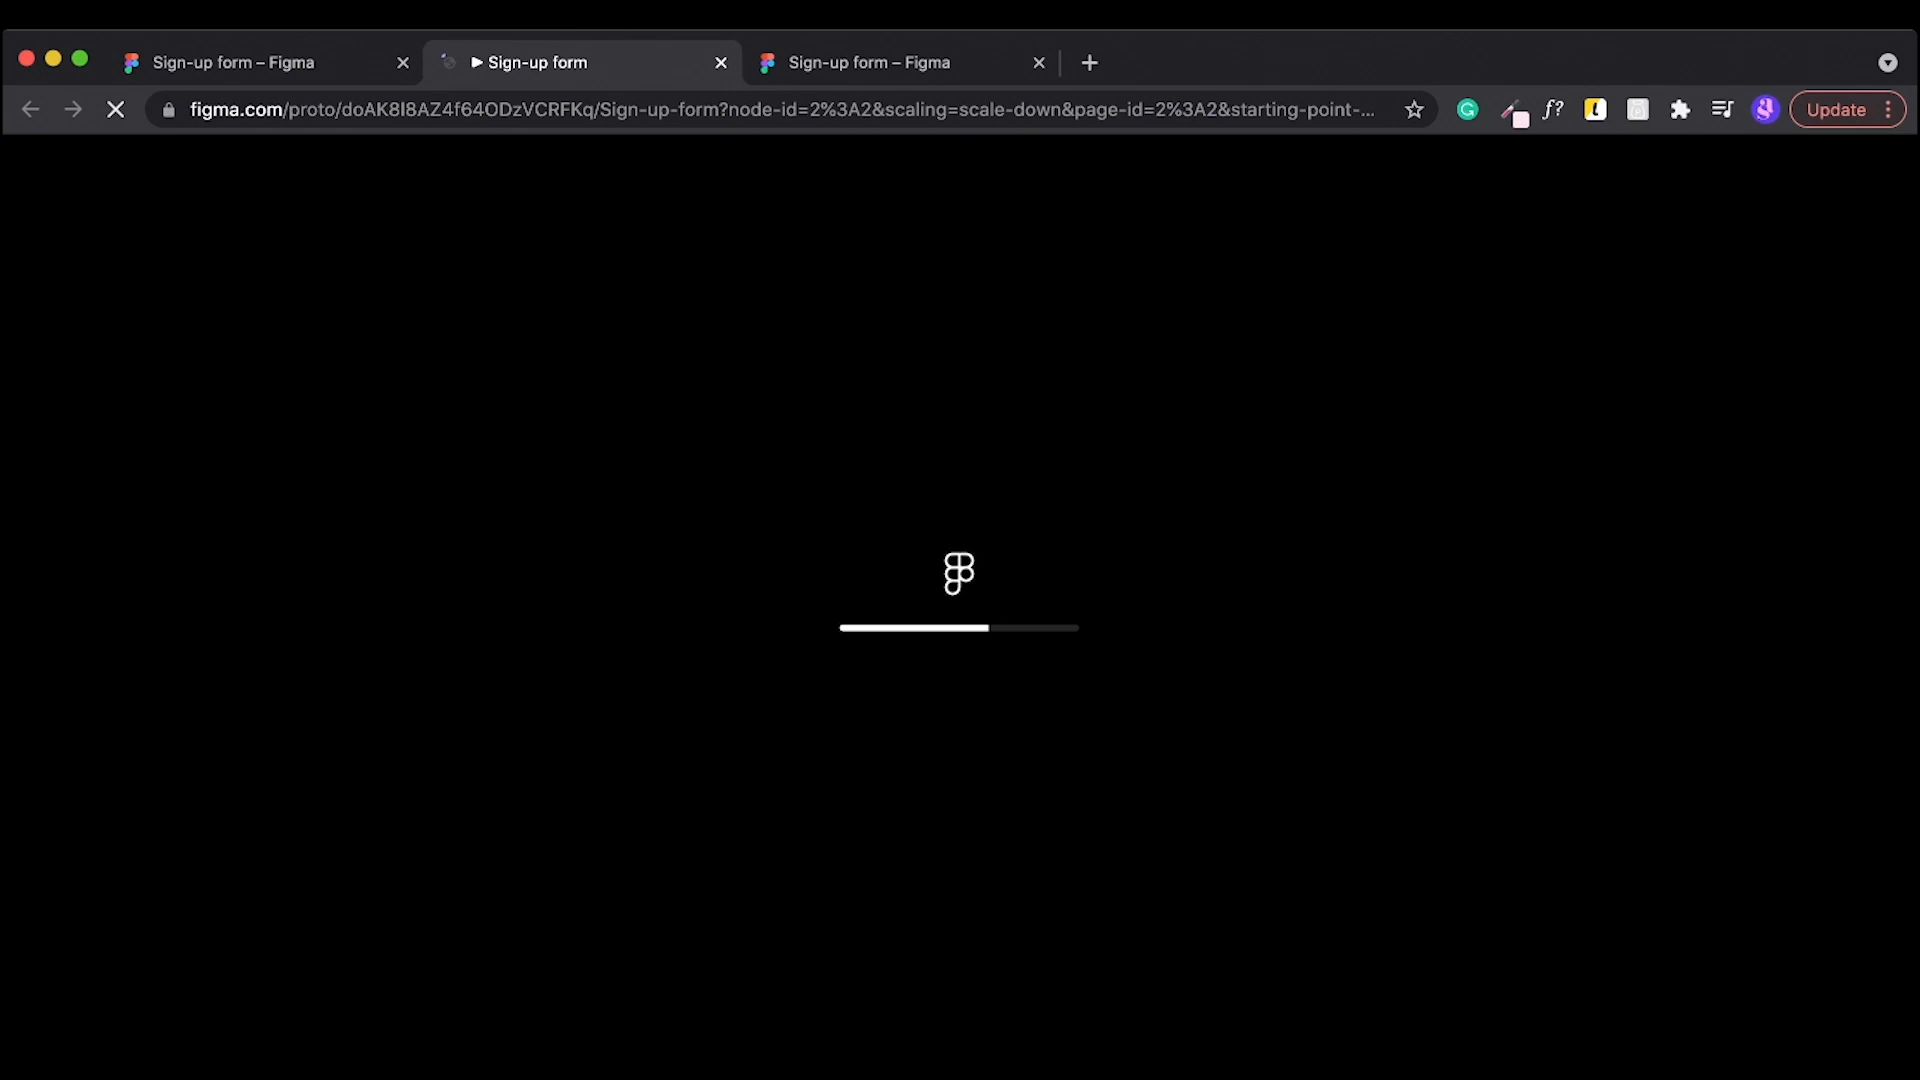 Sign-up form – Figma
Sign-up form
Sign-up form – Figma
figma.com/proto/doAK8I8AZ4f64ODzVCRFKq/Sign-up-form?node-id=2%3A2&scaling=scale-down&page-id=2%3A2&starting-point-...
f?
Update